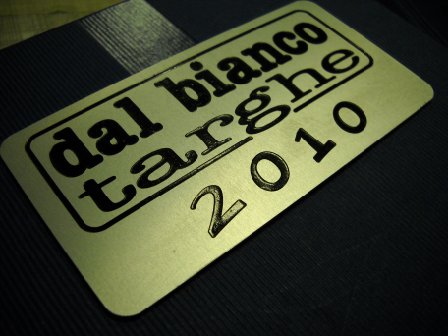 dal bianco
targhe
2010